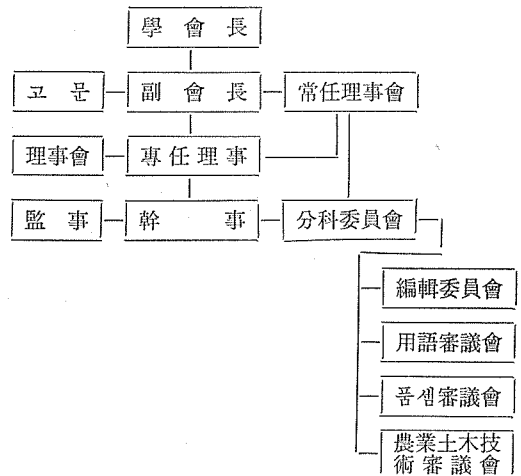 學會長
고문 副會長 常任理事會
理事會 專任理事
監事 幹事 分科委員會
編輯委員會
用語審議會
품셈審議會
農業土木技
術審議會